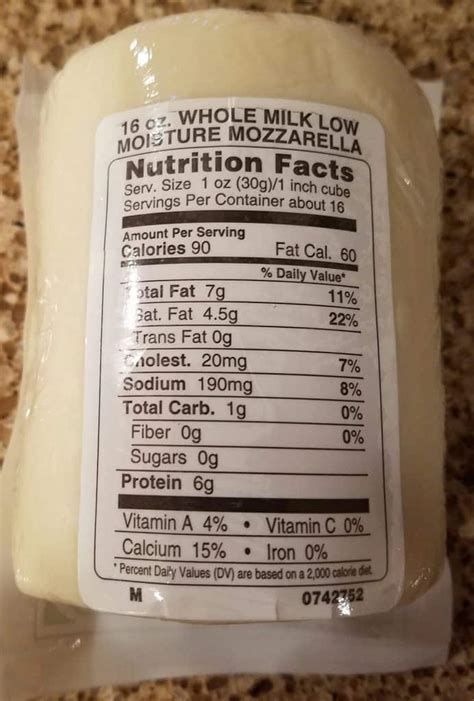 16 oz. WHOLE MILK LOW
MOISTURE MOZZARELLA
Nutrition Facts
Serv. Size 1 oz (30g)/1 inch cube
Servings Per Container about 16
Amount Per Serving
Calories 90 Fat Cal. 60
% Daily Value*
Total Fat 7g 11%
Sat. Fat 4.5g 22%
Trans Fat 0g
Cholest. 20mg 7%
Sodium 190mg 8%
Total Carb. 1g 0%
Fiber 0g 0%
Sugars 0g
Protein 6g
Vitamin A 4% • Vitamin C 0%
Calcium 15% • Iron 0%
* Percent Daily Values (DV) are based on a 2,000 calorie diet.
M 0742752